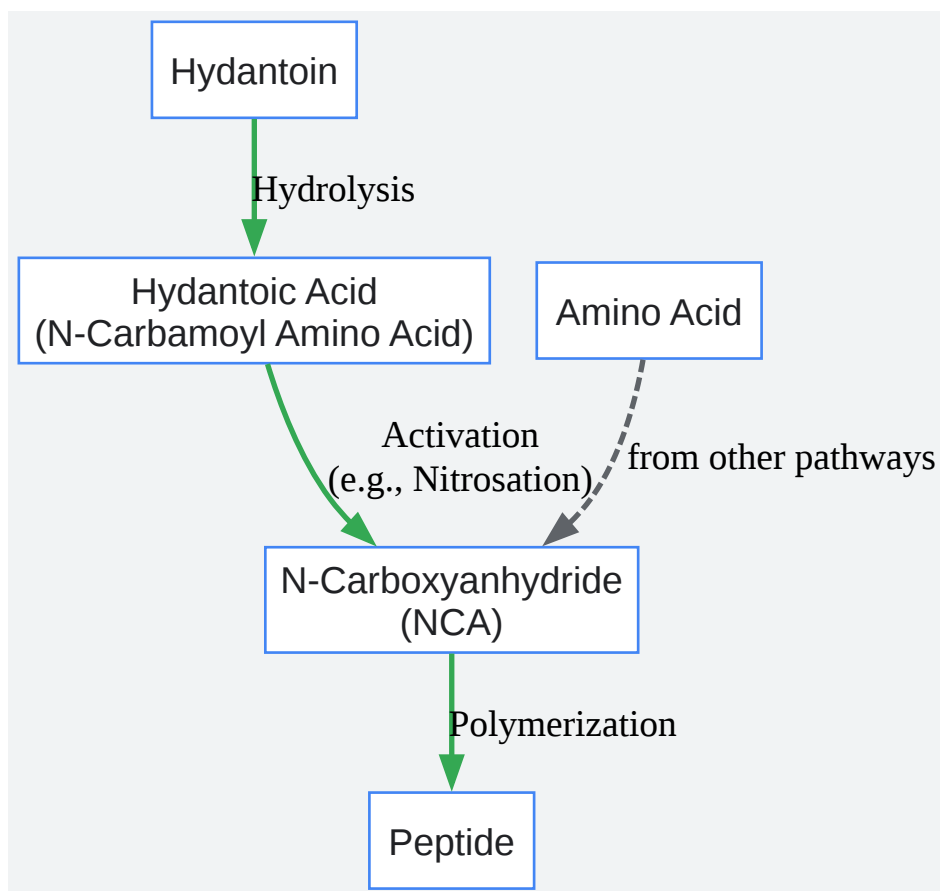 Hydantoin
Hydrolysis
Hydantoic Acid
(N-Carbamoyl Amino Acid)
Amino Acid
Activation
(e.g., Nitrosation)
from other pathways
N-Carboxyanhydride
(NCA)
Polymerization
Peptide